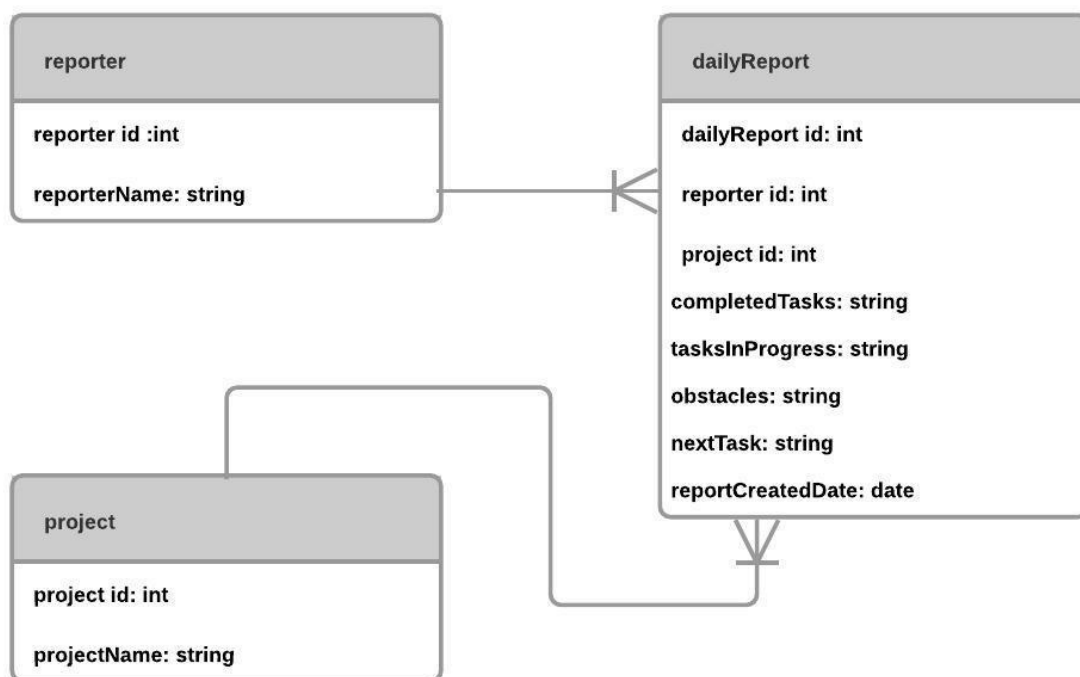 reporter
reporter id :int
reporterName: string
dailyReport
dailyReport id: int
reporter id: int
project id: int
completedTasks: string
tasksInProgress: string
obstacles: string
nextTask: string
reportCreatedDate: date
project
project id: int
projectName: string